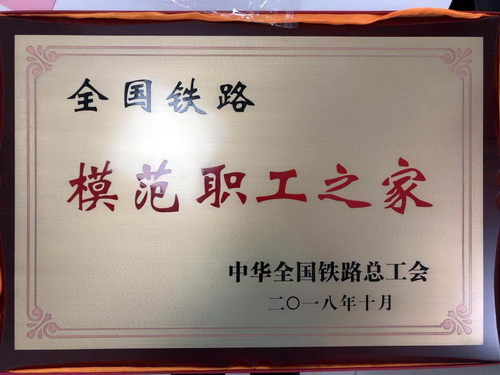 全国铁路
模范职工之家
中华全国铁路总工会
二〇一八年十月